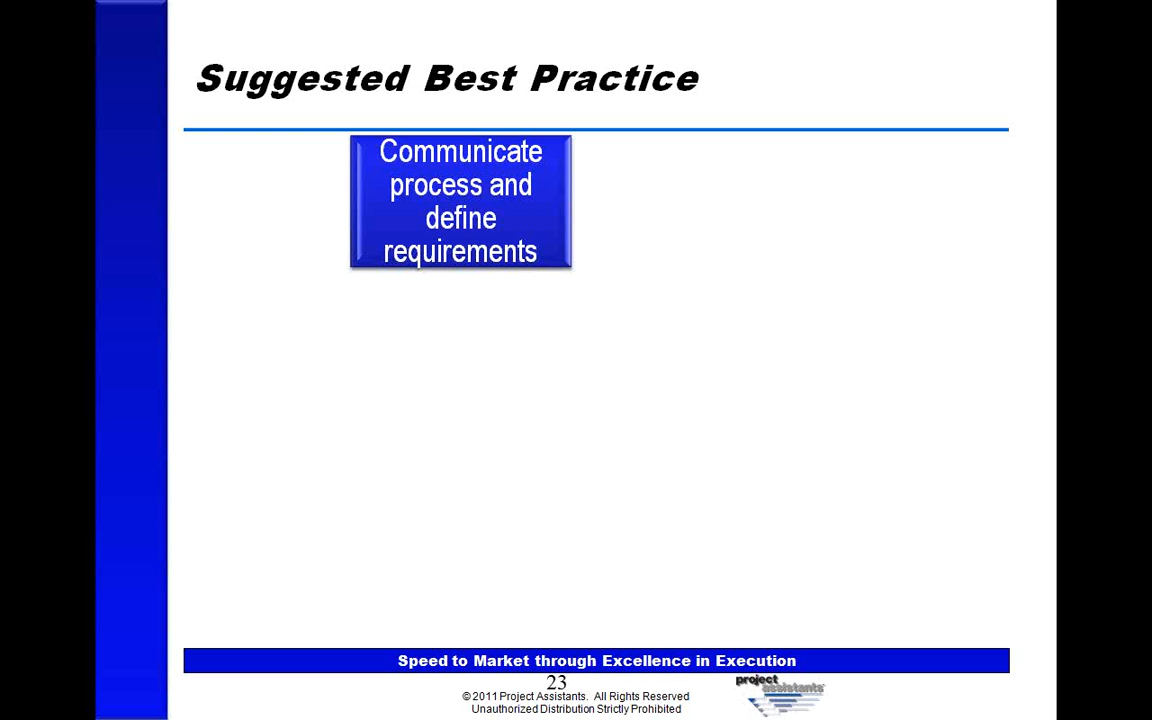 Suggested Best Practice
Communicate
process and
define
requirements
Speed to Market through Excellence in Execution
23
© 2011 Project Assistants. All Rights Reserved
Unauthorized Distribution Strictly Prohibited
project
assistants